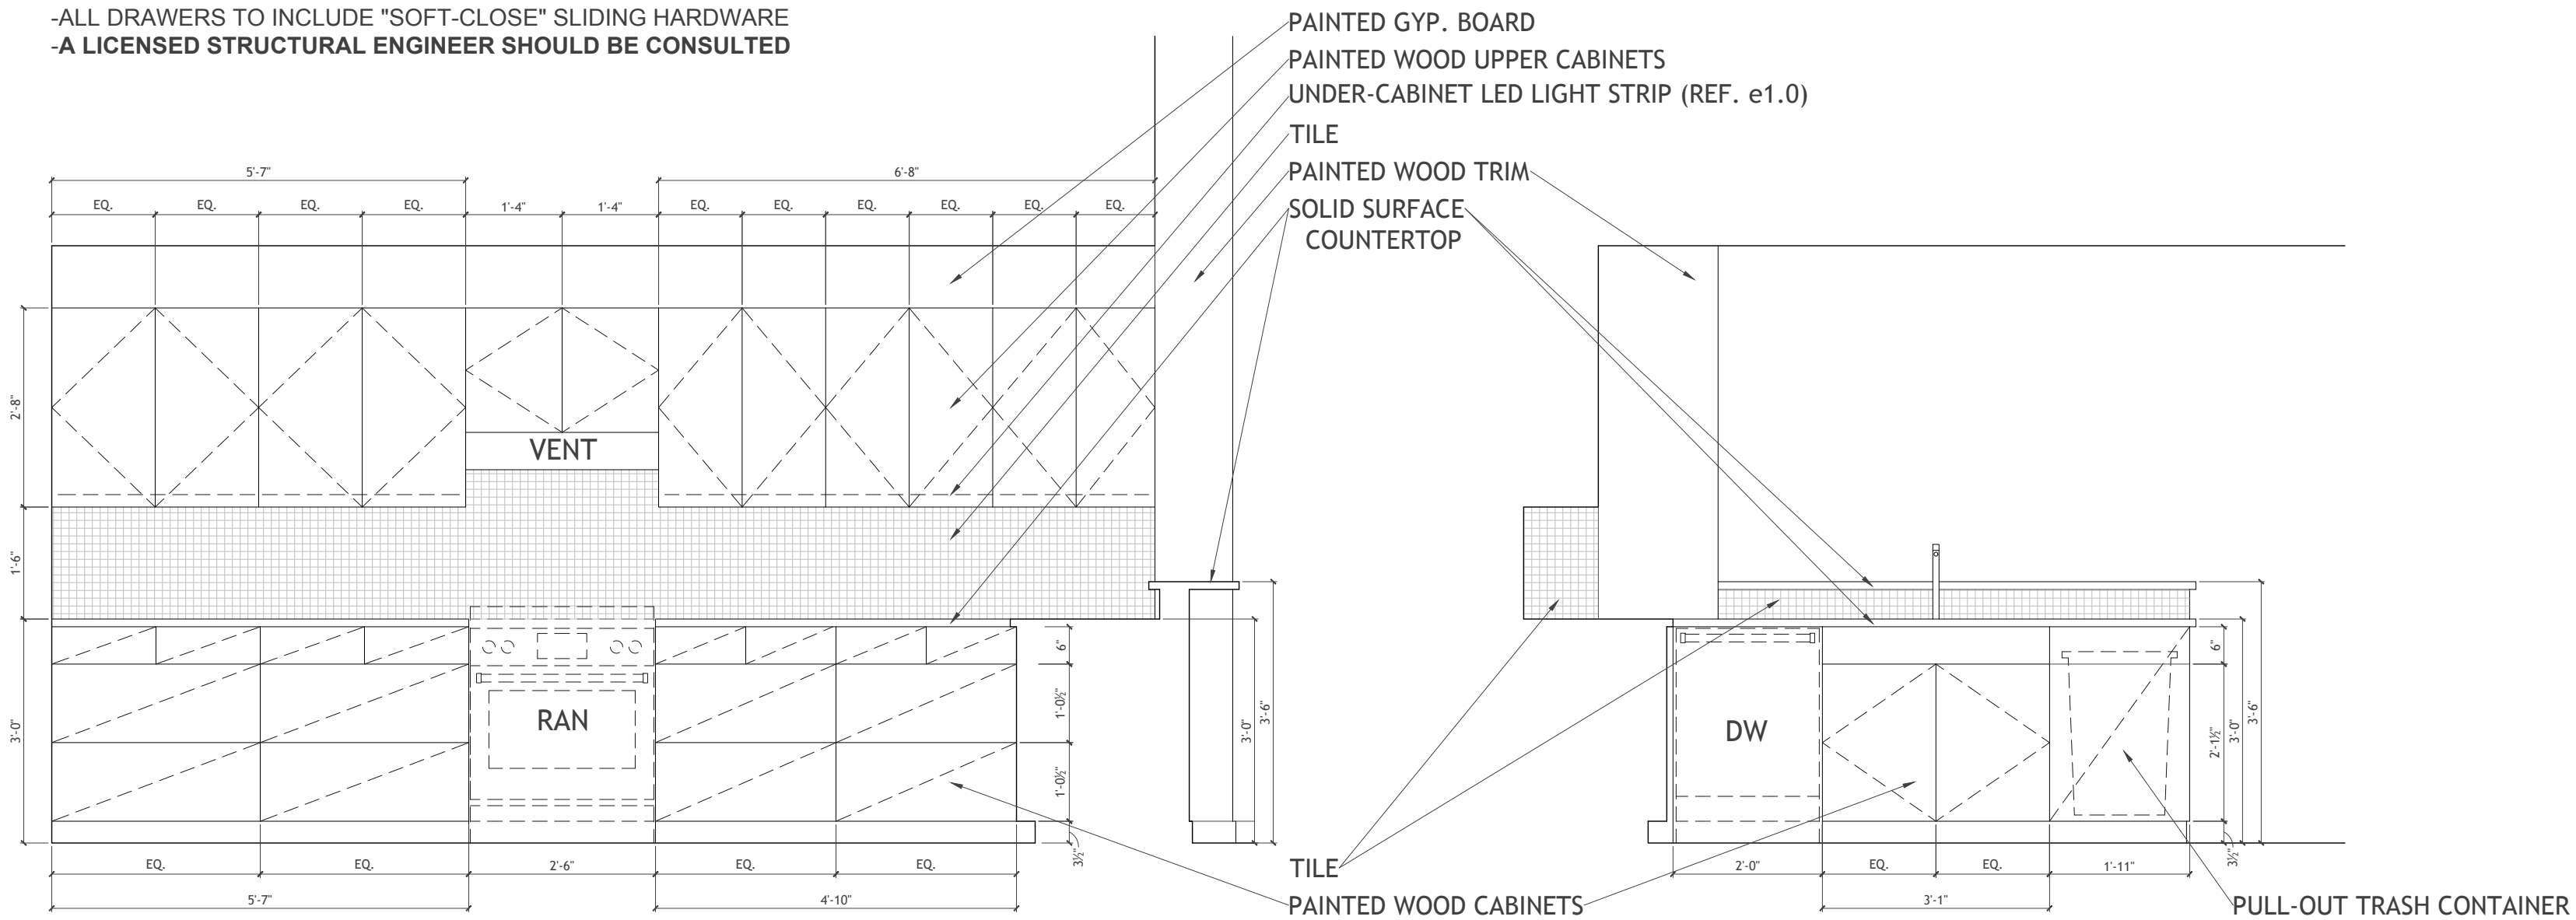 -ALL DRAWERS TO INCLUDE "SOFT-CLOSE" SLIDING HARDWARE
-A LICENSED STRUCTURAL ENGINEER SHOULD BE CONSULTED
PAINTED GYP. BOARD
PAINTED WOOD UPPER CABINETS
UNDER-CABINET LED LIGHT STRIP (REF. e1.0)
TILE
PAINTED WOOD TRIM
SOLID SURFACE
COUNTERTOP
5'-7"
6'-8"
EQ. EQ. EQ. EQ. 1'-4" 1'-4" EQ. EQ. EQ. EQ. EQ. EQ.
2'-8"
VENT
1'-6"
3'-0"
RAN
6"
1'-0½"
1'-0½"
3½"
3'-0"
3'-6"
EQ. EQ. 2'-6" EQ. EQ.
5'-7" 4'-10"
DW
6"
2'-1½"
3'-0"
3'-6"
3½"
TILE
2'-0" EQ. EQ. 1'-11"
3'-1"
PAINTED WOOD CABINETS
PULL-OUT TRASH CONTAINER